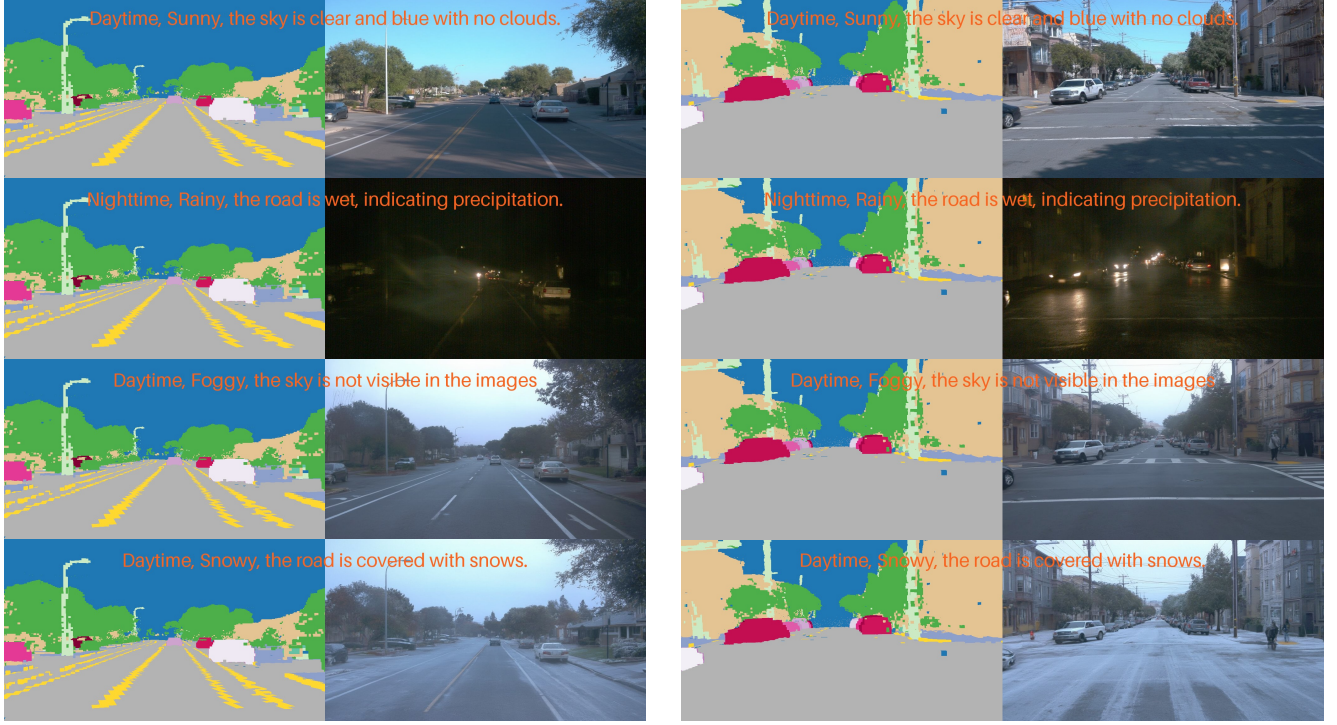 Daytime, Sunny, the sky is clear and blue with no clouds.
Daytime, Sunny, the sky is clear and blue with no clouds.
Nighttime, Rainy, the road is wet, indicating precipitation.
Nighttime, Rainy, the road is wet, indicating precipitation.
Daytime, Foggy, the sky is not visible in the images
Daytime, Foggy, the sky is not visible in the images
Daytime, Snowy, the road is covered with snows.
Daytime, Snowy, the road is covered with snows.